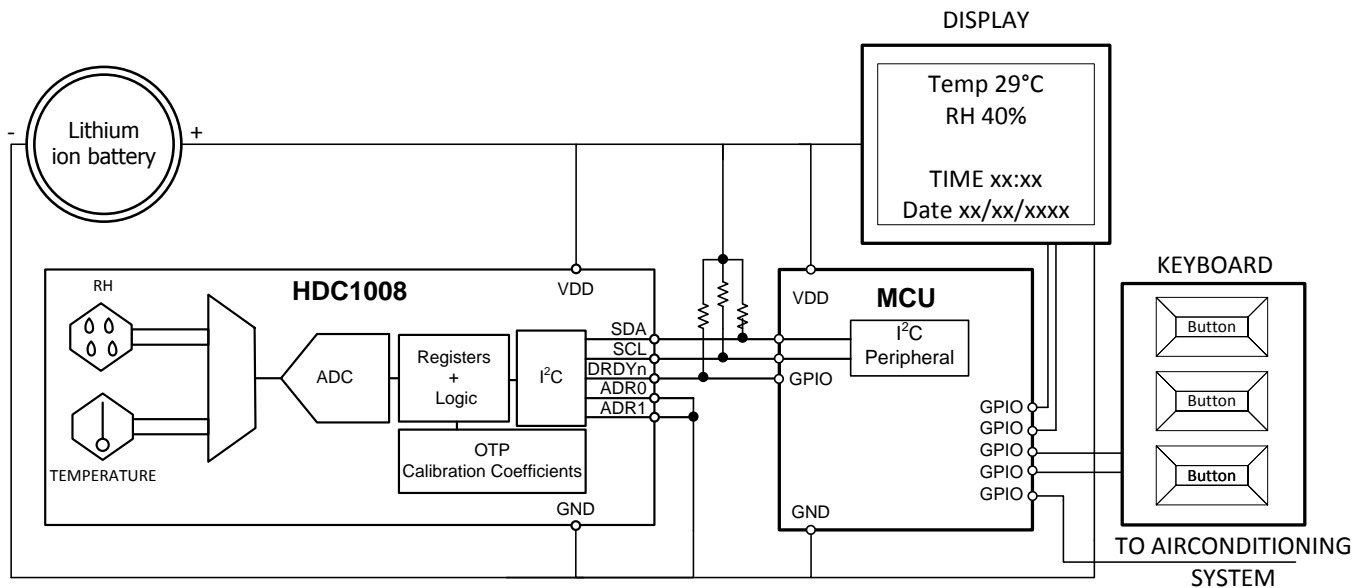 DISPLAY
Temp 29°C
RH 40%
TIME xx:xx
Date xx/xx/xxxx
-
Lithium
ion battery
+
HDC1008
RH
TEMPERATURE
ADC
Registers
+
Logic
OTP
Calibration Coefficients
I²C
VDD
SDA
SCL
DRDYn
ADR0
ADR1
GND
MCU
VDD
I²C
Peripheral
GPIO
GPIO
GPIO
GPIO
GPIO
GPIO
GND
KEYBOARD
Button
Button
Button
TO AIRCONDITIONING
SYSTEM